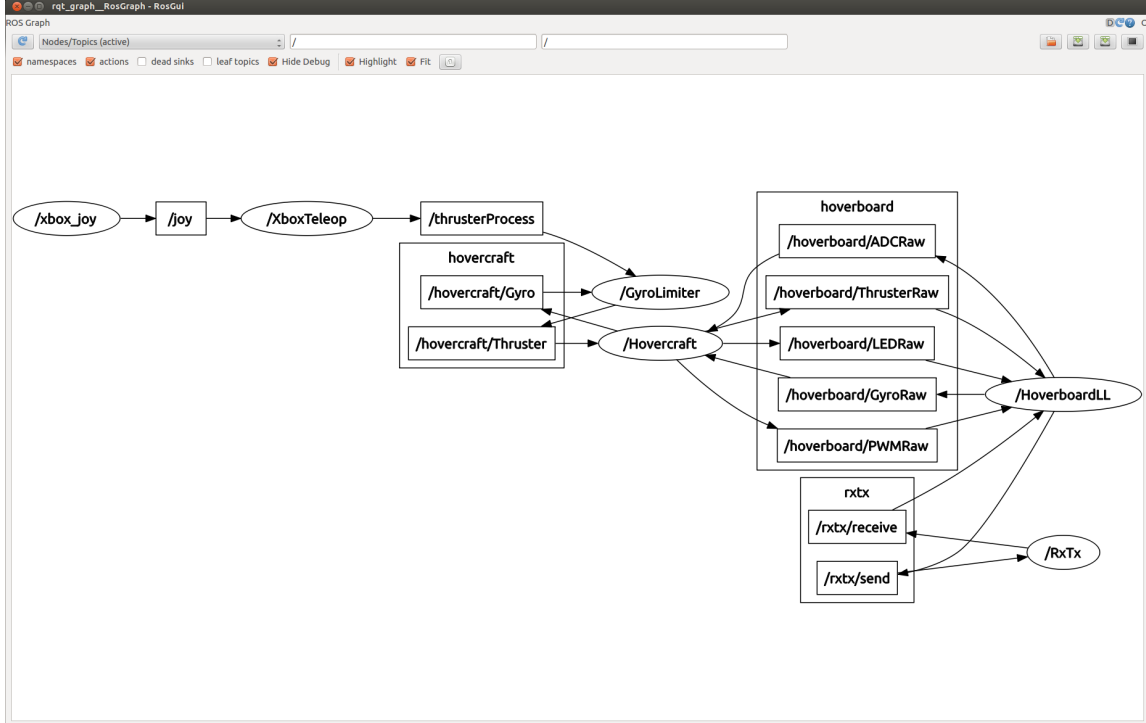 rqt_graph__RosGraph - RosGui
ROS Graph
D
Nodes/Topics (active)
/
/
namespaces actions dead sinks leaf topics Hide Debug Highlight Fit
/xbox_joy
/joy
/XboxTeleop
/thrusterProcess
hovercraft
/hovercraft/Gyro
/hovercraft/Thruster
/GyroLimiter
/Hovercraft
hoverboard
/hoverboard/ADCRaw
/hoverboard/ThrusterRaw
/hoverboard/LEDRaw
/hoverboard/GyroRaw
/hoverboard/PWMRaw
/HoverboardLL
rxtx
/rxtx/receive
/rxtx/send
/RxTx